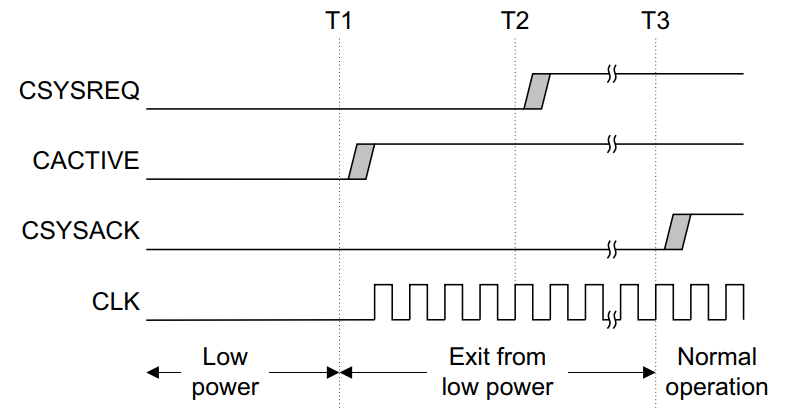 T1 T2 T3
CSYSREQ
CACTIVE
CSYSACK
CLK
Low power
Exit from low power
Normal operation